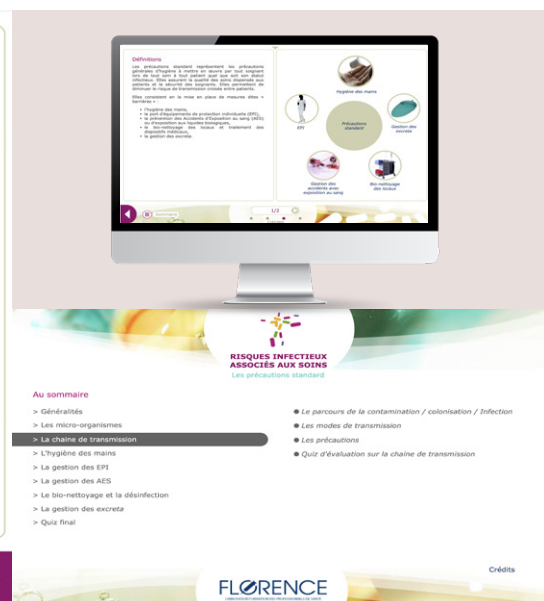 Définitions
Les précautions standard représentent les précautions
générales d'hygiène à mettre en œuvre par tout soignant
lors de tout soin à tout patient quel que soit son statut
infectieux. Elles assurent la qualité des soins dispensés aux
patients et la sécurité des soignants. Elles permettent de
diminuer le risque de transmission croisée entre patients.
Elles consistent en la mise en place de mesures dites «
barrières » :
• l'hygiène des mains,
• le port d'équipements de protection individuelle (EPI),
• la prévention des Accidents d'Exposition au sang (AES)
ou d'exposition aux liquides biologiques,
• le bio-nettoyage des locaux et traitement des
dispositifs médicaux,
• la gestion des excreta.
Hygiène des mains
EPI
Précautions
standard
Gestion des
excreta
Gestion des
accidents avec
exposition au sang
Bio nettoyage
des locaux
Sommaire
1/2
RISQUES INFECTIEUX
ASSOCIÉS AUX SOINS
Les précautions standard
Au sommaire
> Généralités
> Les micro-organismes
> La chaine de transmission
> L'hygiène des mains
> La gestion des EPI
> La gestion des AES
> Le bio-nettoyage et la désinfection
> La gestion des excreta
> Quiz final
● Le parcours de la contamination / colonisation / Infection
● Les modes de transmission
● Les précautions
● Quiz d'évaluation sur la chaine de transmission
Crédits
FLORENCE